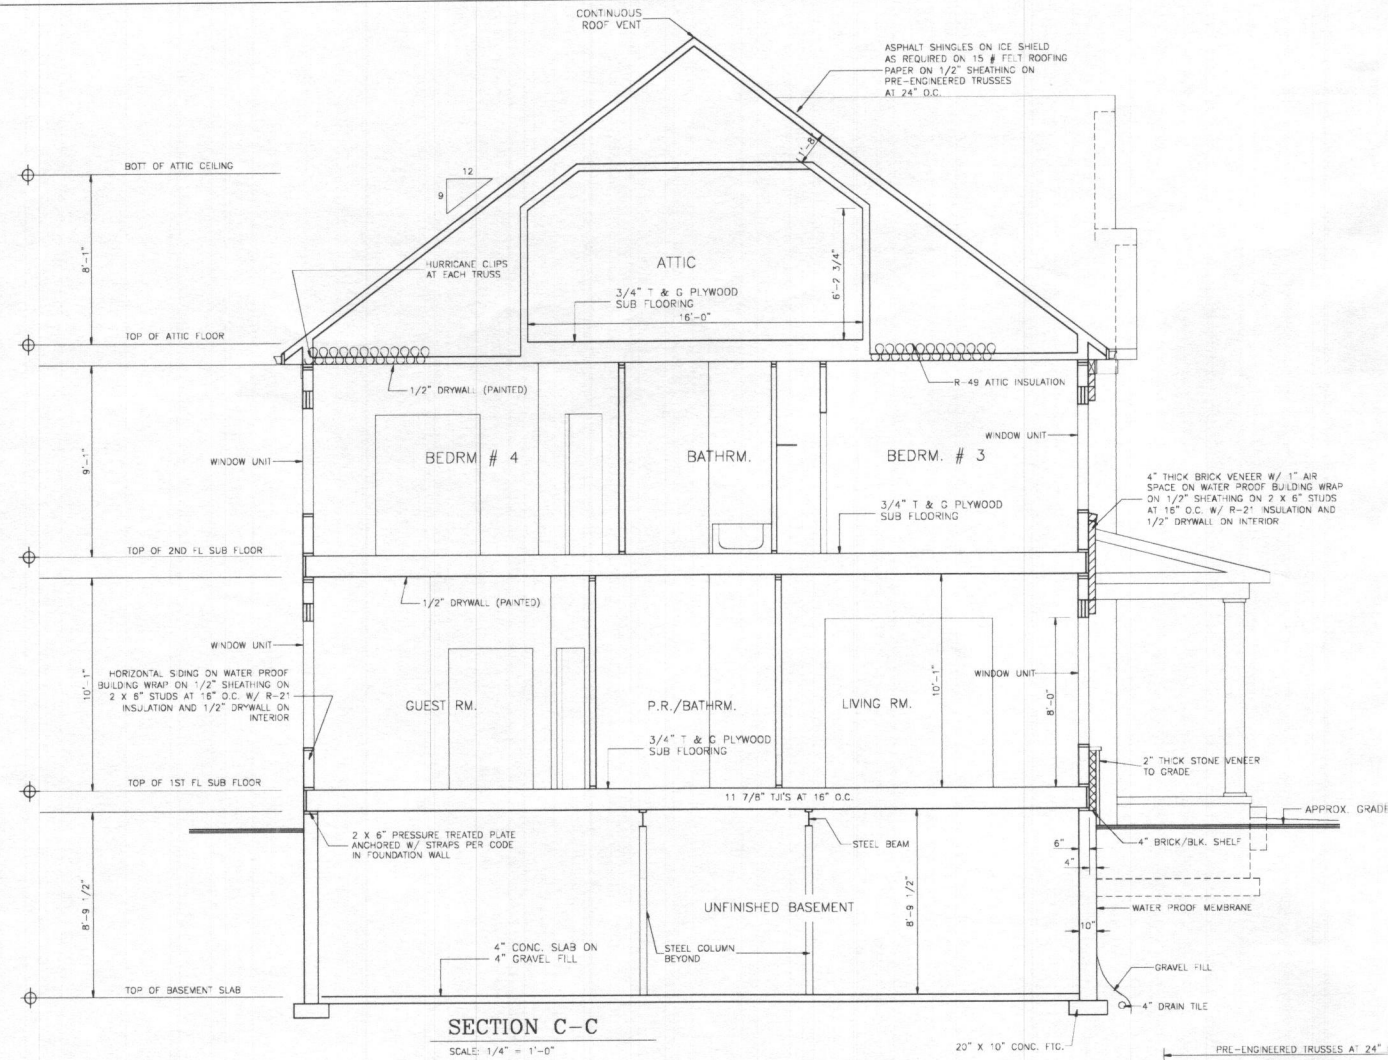 CONTINUOUS
ROOF VENT
ASPHALT SHINGLES ON ICE SHIELD
AS REQUIRED ON 15 # FELT ROOFING
PAPER ON 1/2" SHEATHING ON
PRE-ENGINEERED TRUSSES
AT 24" O.C.
1'-8"
BOTT OF ATTIC CEILING
12
9
8'-1"
HURRICANE CLIPS
AT EACH TRUSS
ATTIC
3/4" T & G PLYWOOD
SUB FLOORING
16'-0"
6'-2 3/4"
TOP OF ATTIC FLOOR
1/2" DRYWALL (PAINTED)
R-49 ATTIC INSULATION
WINDOW UNIT
9'-1"
WINDOW UNIT
BEDRM # 4
BATHRM.
BEDRM. # 3
4" THICK BRICK VENEER W/ 1" AIR
SPACE ON WATER PROOF BUILDING WRAP
ON 1/2" SHEATHING ON 2 X 6" STUDS
AT 16" O.C. W/ R-21 INSULATION AND
1/2" DRYWALL ON INTERIOR
3/4" T & G PLYWOOD
SUB FLOORING
TOP OF 2ND FL SUB FLOOR
1/2" DRYWALL (PAINTED)
WINDOW UNIT
HORIZONTAL SIDING ON WATER PROOF
BUILDING WRAP ON 1/2" SHEATHING ON
2 X 6" STUDS AT 16" O.C. W/ R-21
INSULATION AND 1/2" DRYWALL ON
INTERIOR
10'-1"
GUEST RM.
P.R./BATHRM.
LIVING RM.
10'-1"
WINDOW UNIT
8'-0"
3/4" T & G PLYWOOD
SUB FLOORING
2" THICK STONE VENEER
TO GRADE
TOP OF 1ST FL SUB FLOOR
11 7/8" TJI'S AT 16" O.C.
APPROX. GRADE
2 X 6" PRESSURE TREATED PLATE
ANCHORED W/ STRAPS PER CODE
IN FOUNDATION WALL
STEEL BEAM
6"
4" BRICK/BLK. SHELF
4"
8'-9 1/2"
UNFINISHED BASEMENT
8'-9 1/2"
WATER PROOF MEMBRANE
10"
4" CONC. SLAB ON
4" GRAVEL FILL
STEEL COLUMN
BEYOND
GRAVEL FILL
TOP OF BASEMENT SLAB
4" DRAIN TILE
SECTION C-C
SCALE: 1/4" = 1'-0"
20" X 10" CONC. FTG.
PRE-ENGINEERED TRUSSES AT 24"